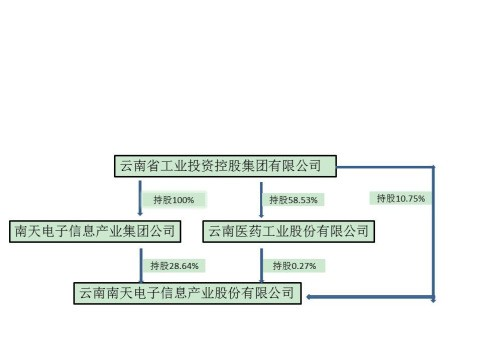 云南省工业投资控股集团有限公司
持股100%
持股58.53%
持股10.75%
南天电子信息产业集团公司
云南医药工业股份有限公司
持股28.64%
持股0.27%
云南南天电子信息产业股份有限公司